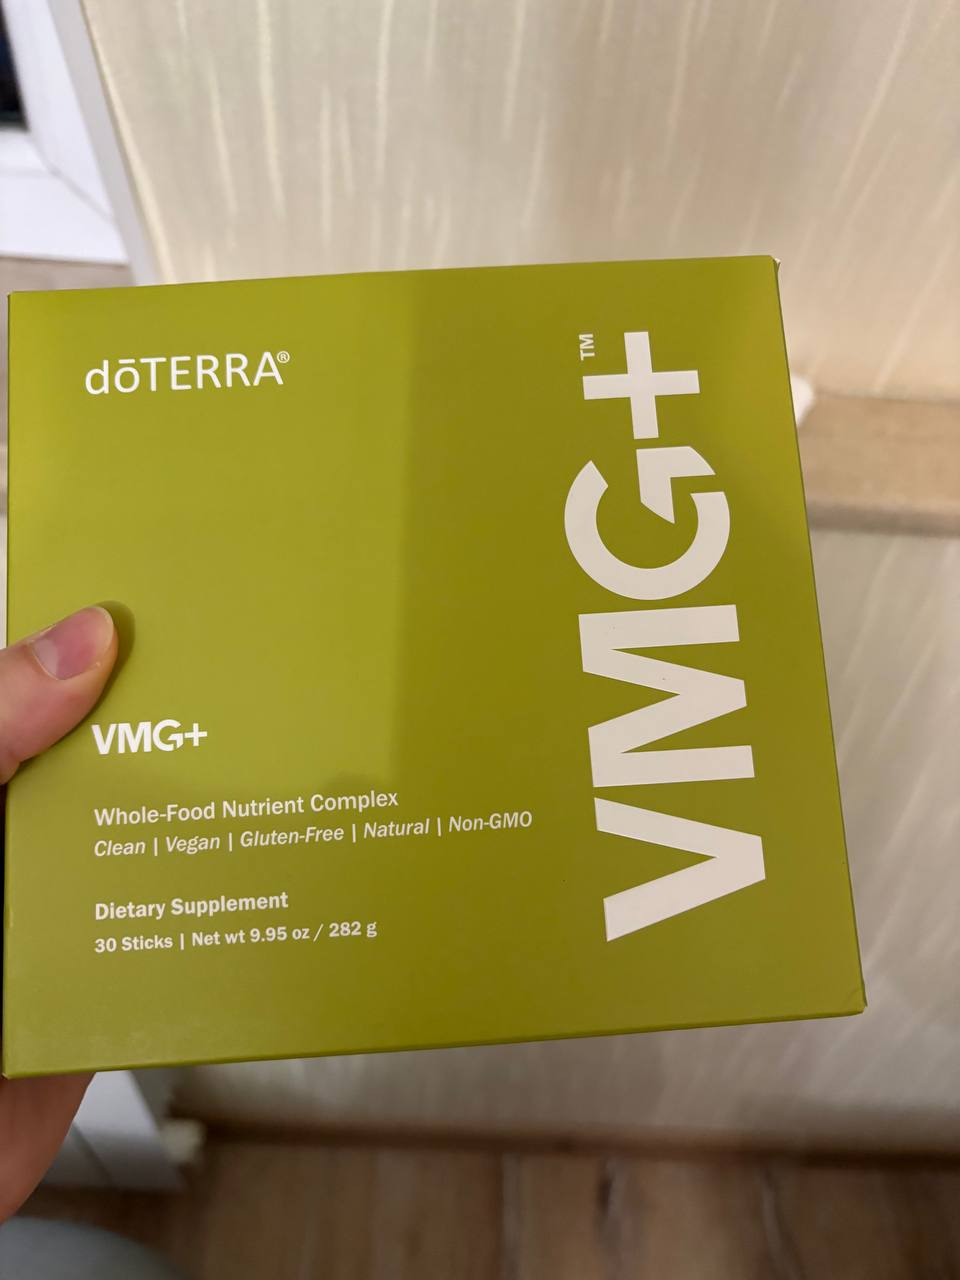 dōTERRA®
VMG+
Whole-Food Nutrient Complex
Clean | Vegan | Gluten-Free | Natural | Non-GMO
Dietary Supplement
30 Sticks | Net wt 9.95 oz / 282 g
VMG+™